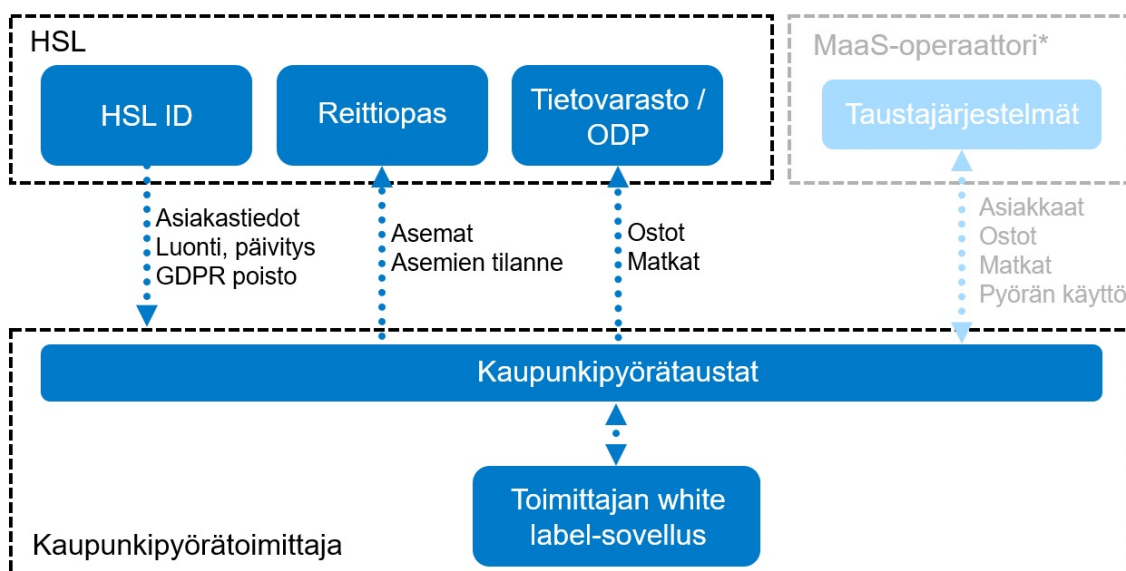 HSL
HSL ID
Reittiopas
Tietovarasto /
ODP
MaaS-operaattori*
Taustajärjestelmät
Asiakastiedot
Luonti, päivitys
GDPR poisto
Asemat
Asemien tilanne
Ostot
Matkat
Asiakkaat
Ostot
Matkat
Pyörän käyttö
Kaupunkipyörätaustat
Toimittajan white
label-sovellus
Kaupunkipyörätoimittaja